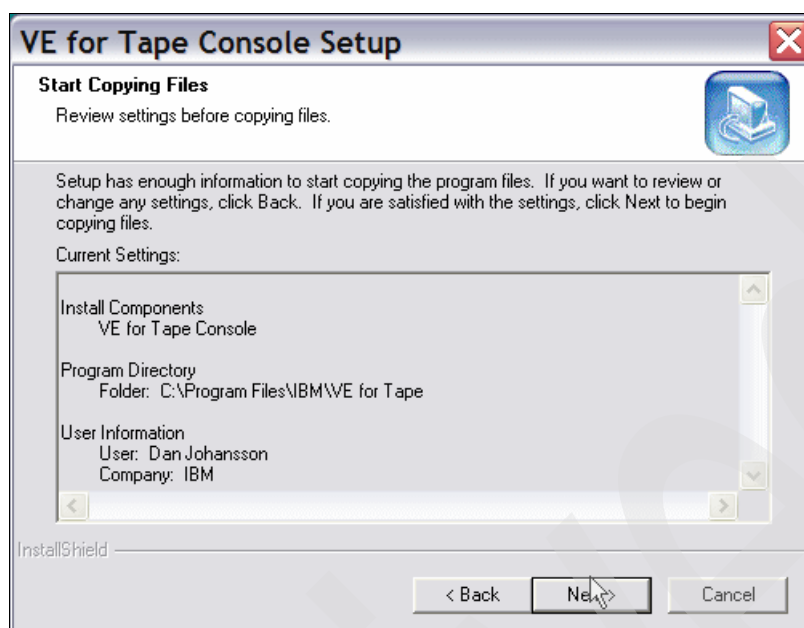 VE for Tape Console Setup
Start Copying Files
Review settings before copying files.
Setup has enough information to start copying the program files. If you want to review or
change any settings, click Back. If you are satisfied with the settings, click Next to begin
copying files.
Current Settings:
Install Components
VE for Tape Console
Program Directory
Folder: C:\Program Files\IBM\VE for Tape
User Information
User: Dan Johansson
Company: IBM
InstallShield
< Back Next > Cancel